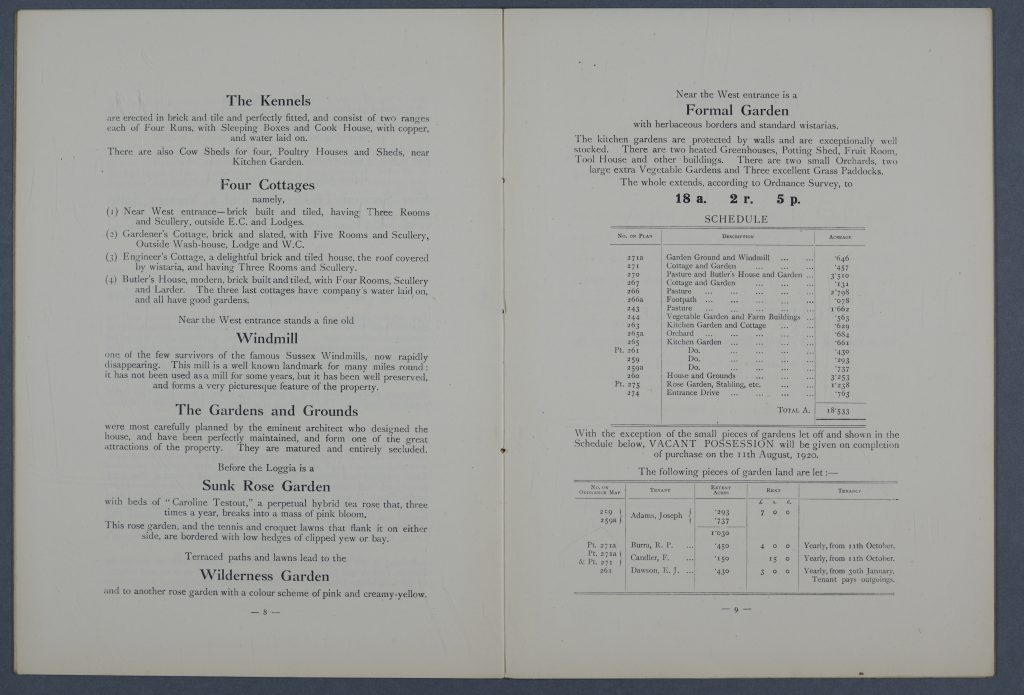 The Kennels
are erected in brick and tile and perfectly fitted, and consist of two ranges
each of Four Runs, with Sleeping Boxes and Cook House, with copper,
and water laid on.
There are also Cow Sheds for four, Poultry Houses and Sheds, near
Kitchen Garden.
Four Cottages
namely,
(1) Near West entrance—brick built and tiled, having Three Rooms
and Scullery, outside E.C. and Lodges.
(2) Gardener's Cottage, brick and slated, with Five Rooms and Scullery,
Outside Wash-house, Lodge and W.C.
(3) Engineer's Cottage, a delightful brick and tiled house, the roof covered
by wistaria, and having Three Rooms and Scullery.
(4) Butler's House, modern, brick built and tiled, with Four Rooms, Scullery
and Larder. The three last cottages have company's water laid on,
and all have good gardens.
Near the West entrance stands a fine old
Windmill
one of the few survivors of the famous Sussex Windmills, now rapidly
disappearing. This mill is a well known landmark for many miles round:
it has not been used as a mill for some years, but it has been well preserved,
and forms a very picturesque feature of the property.
The Gardens and Grounds
were most carefully planned by the eminent architect who designed the
house, and have been perfectly maintained, and form one of the great
attractions of the property. They are matured and entirely secluded.
Before the Loggia is a
Sunk Rose Garden
with beds of "Caroline Testout," a perpetual hybrid tea rose that, three
times a year, breaks into a mass of pink bloom,
This rose garden, and the tennis and croquet lawns that flank it on either
side, are bordered with low hedges of clipped yew or bay.
Terraced paths and lawns lead to the
Wilderness Garden
and to another rose garden with a colour scheme of pink and creamy-yellow.
— 8 —
Near the West entrance is a
Formal Garden
with herbaceous borders and standard wistarias.
The kitchen gardens are protected by walls and are exceptionally well
stocked. There are two heated Greenhouses, Potting Shed, Fruit Room,
Tool House and other buildings. There are two small Orchards, two
large extra Vegetable Gardens and Three excellent Grass Paddocks.
The whole extends, according to Ordnance Survey, to
18 a. 2 r. 5 p.
SCHEDULE
No. on Plan Description Acreage
271a Garden Ground and Windmill ... ... ·646
271 Cottage and Garden ... ... ... ·457
270 Pasture and Butler's House and Garden ... 3·510
267 Cottage and Garden ... ... ... ·131
266 Pasture ... ... ... ... ... 2·798
266a Footpath ... ... ... ... ... ·078
243 Pasture ... ... ... ... ... 1·662
244 Vegetable Garden and Farm Buildings ... ·563
263 Kitchen Garden and Cottage ... ... ·629
265a Orchard ... ... ... ... ... ·684
265 Kitchen Garden ... ... ... ... ·661
Pt. 261 Do. ... ... ... ... ·430
259 Do. ... ... ... ... ·293
259a Do. ... ... ... ... ·737
260 House and Grounds ... ... ... 3·253
Pt. 275 Rose Garden, Stabling, etc. ... ... 1·238
274 Entrance Drive ... ... ... ... ·763
Total A. 18·533
With the exception of the small pieces of gardens let off and shown in the
Schedule below, VACANT POSSESSION will be given on completion
of purchase on the 11th August, 1920.
The following pieces of garden land are let:—
No. on Ordnance Map Tenant Extent Acres Rent Tenancy
£ s. d.
259 } Adams, Joseph { ·293 7 0 0
259a } ·737
1·030
Pt. 271a Burra, R. P. ... ·450 4 0 0 Yearly, from 11th October.
Pt. 271a } Candler, F. ... ·150 15 0 Yearly, from 11th October.
& Pt. 271 }
261 Dawson, E. J. ... ·430 3 0 0 Yearly, from 30th January.
Tenant pays outgoings.
— 9 —